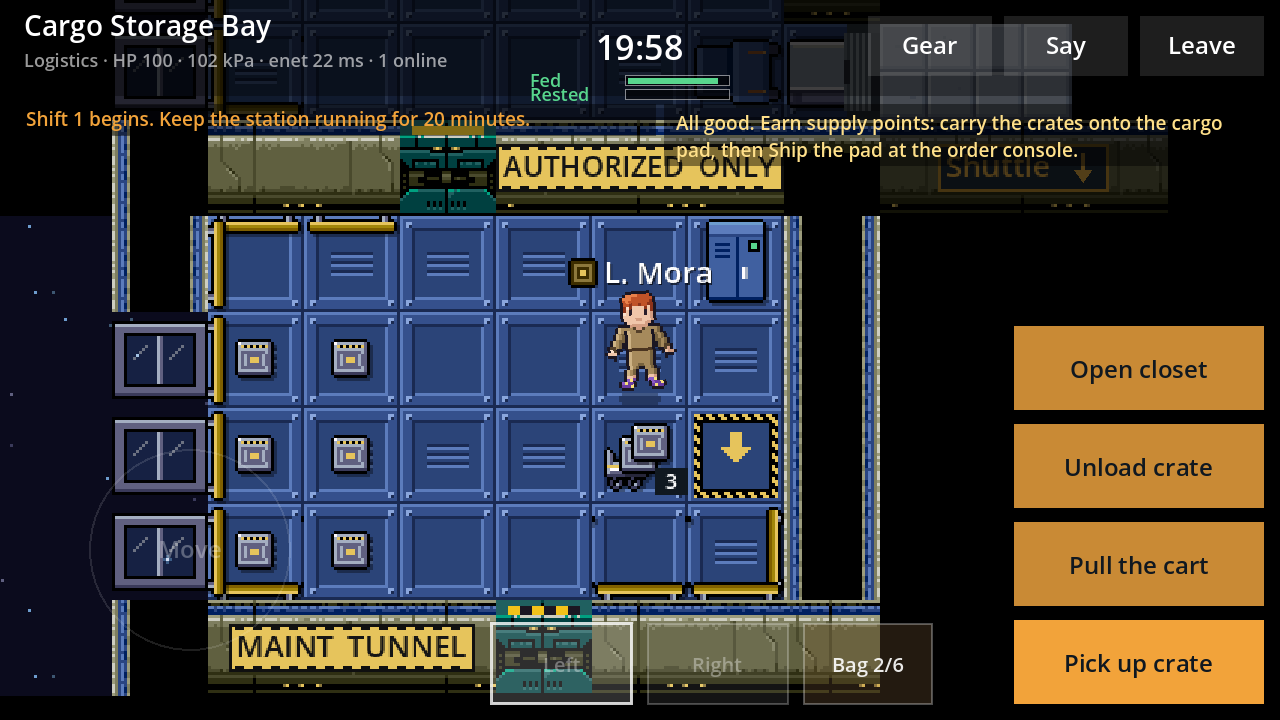 Cargo Storage Bay
Logistics · HP 100 · 102 kPa · enet 22 ms · 1 online
19:58
Fed
Rested
Gear
Say
Leave
Shift 1 begins. Keep the station running for 20 minutes.
All good. Earn supply points: carry the crates onto the cargo
pad, then Ship the pad at the order console.
AUTHORIZED ONLY
Shuttle
L. Mora
3
Open closet
Unload crate
Pull the cart
Pick up crate
Move
MAINT TUNNEL
Left
Right
Bag 2/6